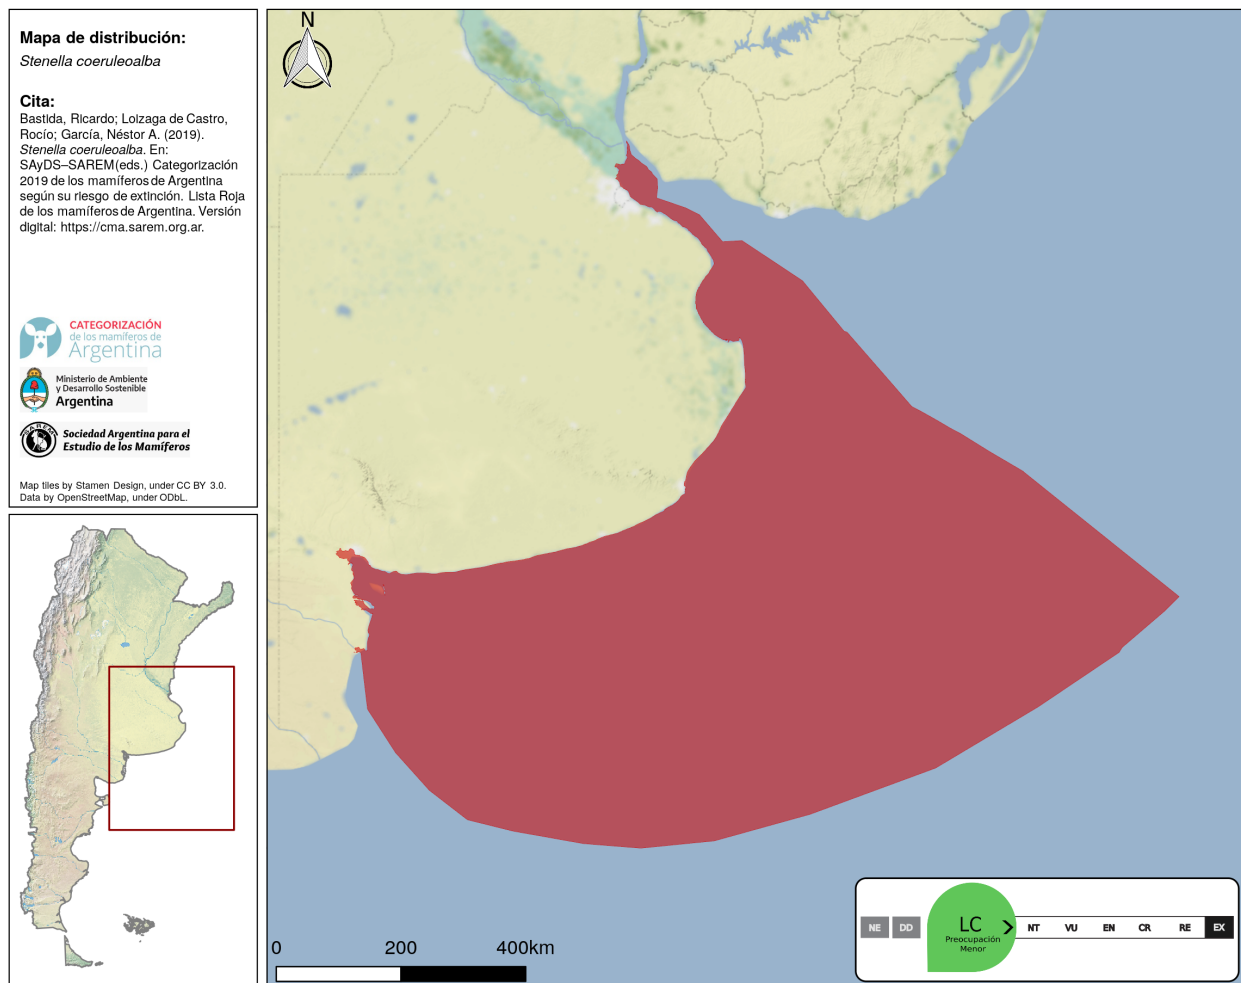 Mapa de distribución:
Stenella coeruleoalba
Cita:
Bastida, Ricardo; Loizaga de Castro,
Rocío; García, Néstor A. (2019).
Stenella coeruleoalba. En:
SAyDS–SAREM(eds.) Categorización
2019 de los mamíferos de Argentina
según su riesgo de extinción. Lista Roja
de los mamíferos de Argentina. Versión
digital: https://cma.sarem.org.ar.
CATEGORIZACIÓN
de los mamíferos de
Argentina
Ministerio de Ambiente
y Desarrollo Sostenible
Argentina
SAREM
Sociedad Argentina para el
Estudio de los Mamíferos
Map tiles by Stamen Design, under CC BY 3.0.
Data by OpenStreetMap, under ODbL.
N
0 200 400km
NE DD LC NT VU EN CR RE EX
Preocupación
Menor